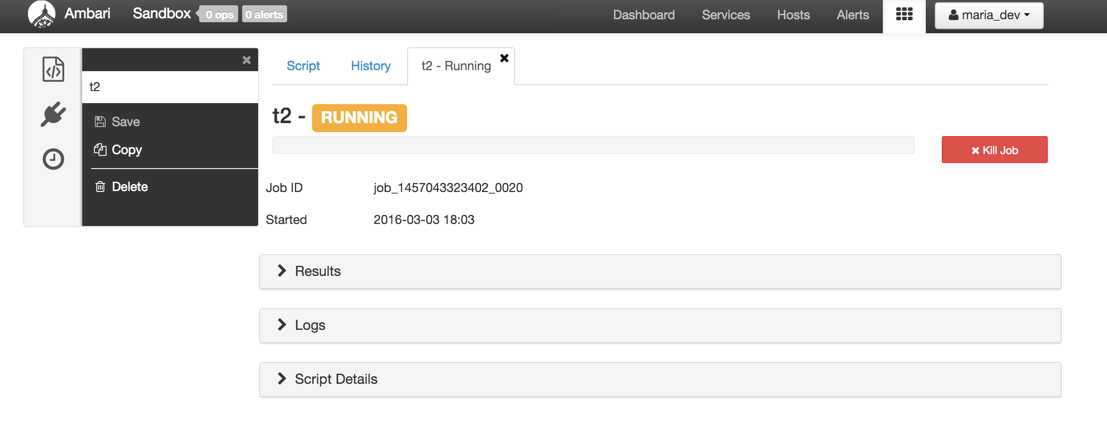 Ambari Sandbox 0 ops 0 alerts Dashboard Services Hosts Alerts maria_dev
t2
Save
Copy
Delete
Script History t2 - Running
t2 - RUNNING
Kill Job
Job ID job_1457043323402_0020
Started 2016-03-03 18:03
Results
Logs
Script Details